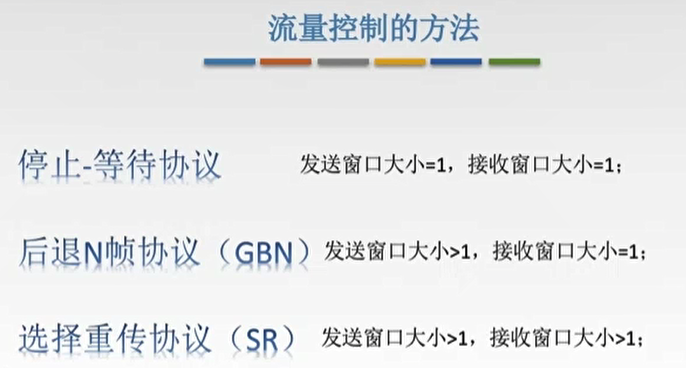 流量控制的方法
停止-等待协议 发送窗口大小=1，接收窗口大小=1；
后退N帧协议（GBN）发送窗口大小>1，接收窗口大小=1；
选择重传协议（SR） 发送窗口大小>1，接收窗口大小>1；